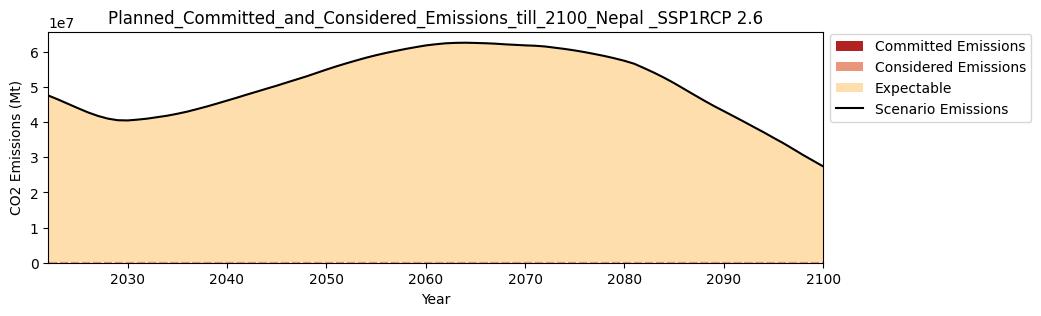 Planned_Committed_and_Considered_Emissions_till_2100_Nepal _SSP1RCP 2.6
1e7
6
5
4
3
2
1
0
CO2 Emissions (Mt)
2030 2040 2050 2060 2070 2080 2090 2100
Year
Committed Emissions
Considered Emissions
Expectable
Scenario Emissions